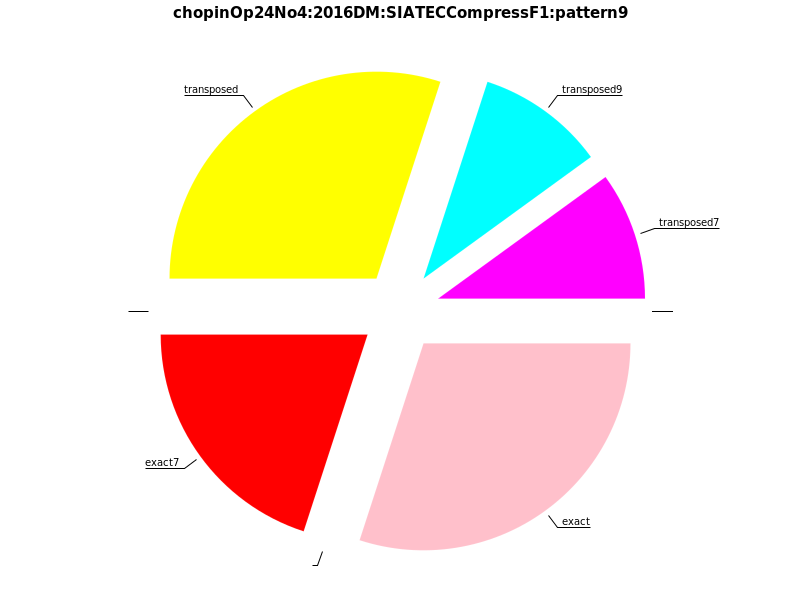 chopinOp24No4:2016DM:SIATECCompressF1:pattern9
transposed
transposed9
transposed7
exact7
exact